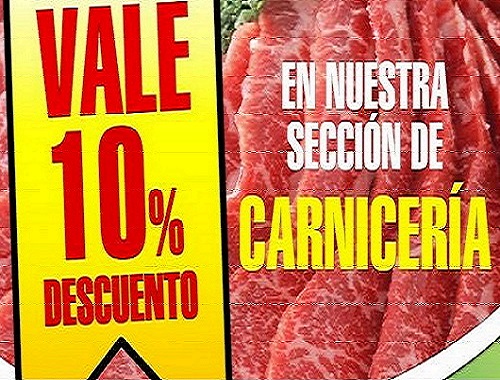 VALE
10%
DESCUENTO
EN NUESTRA
SECCIÓN DE
CARNICERÍA